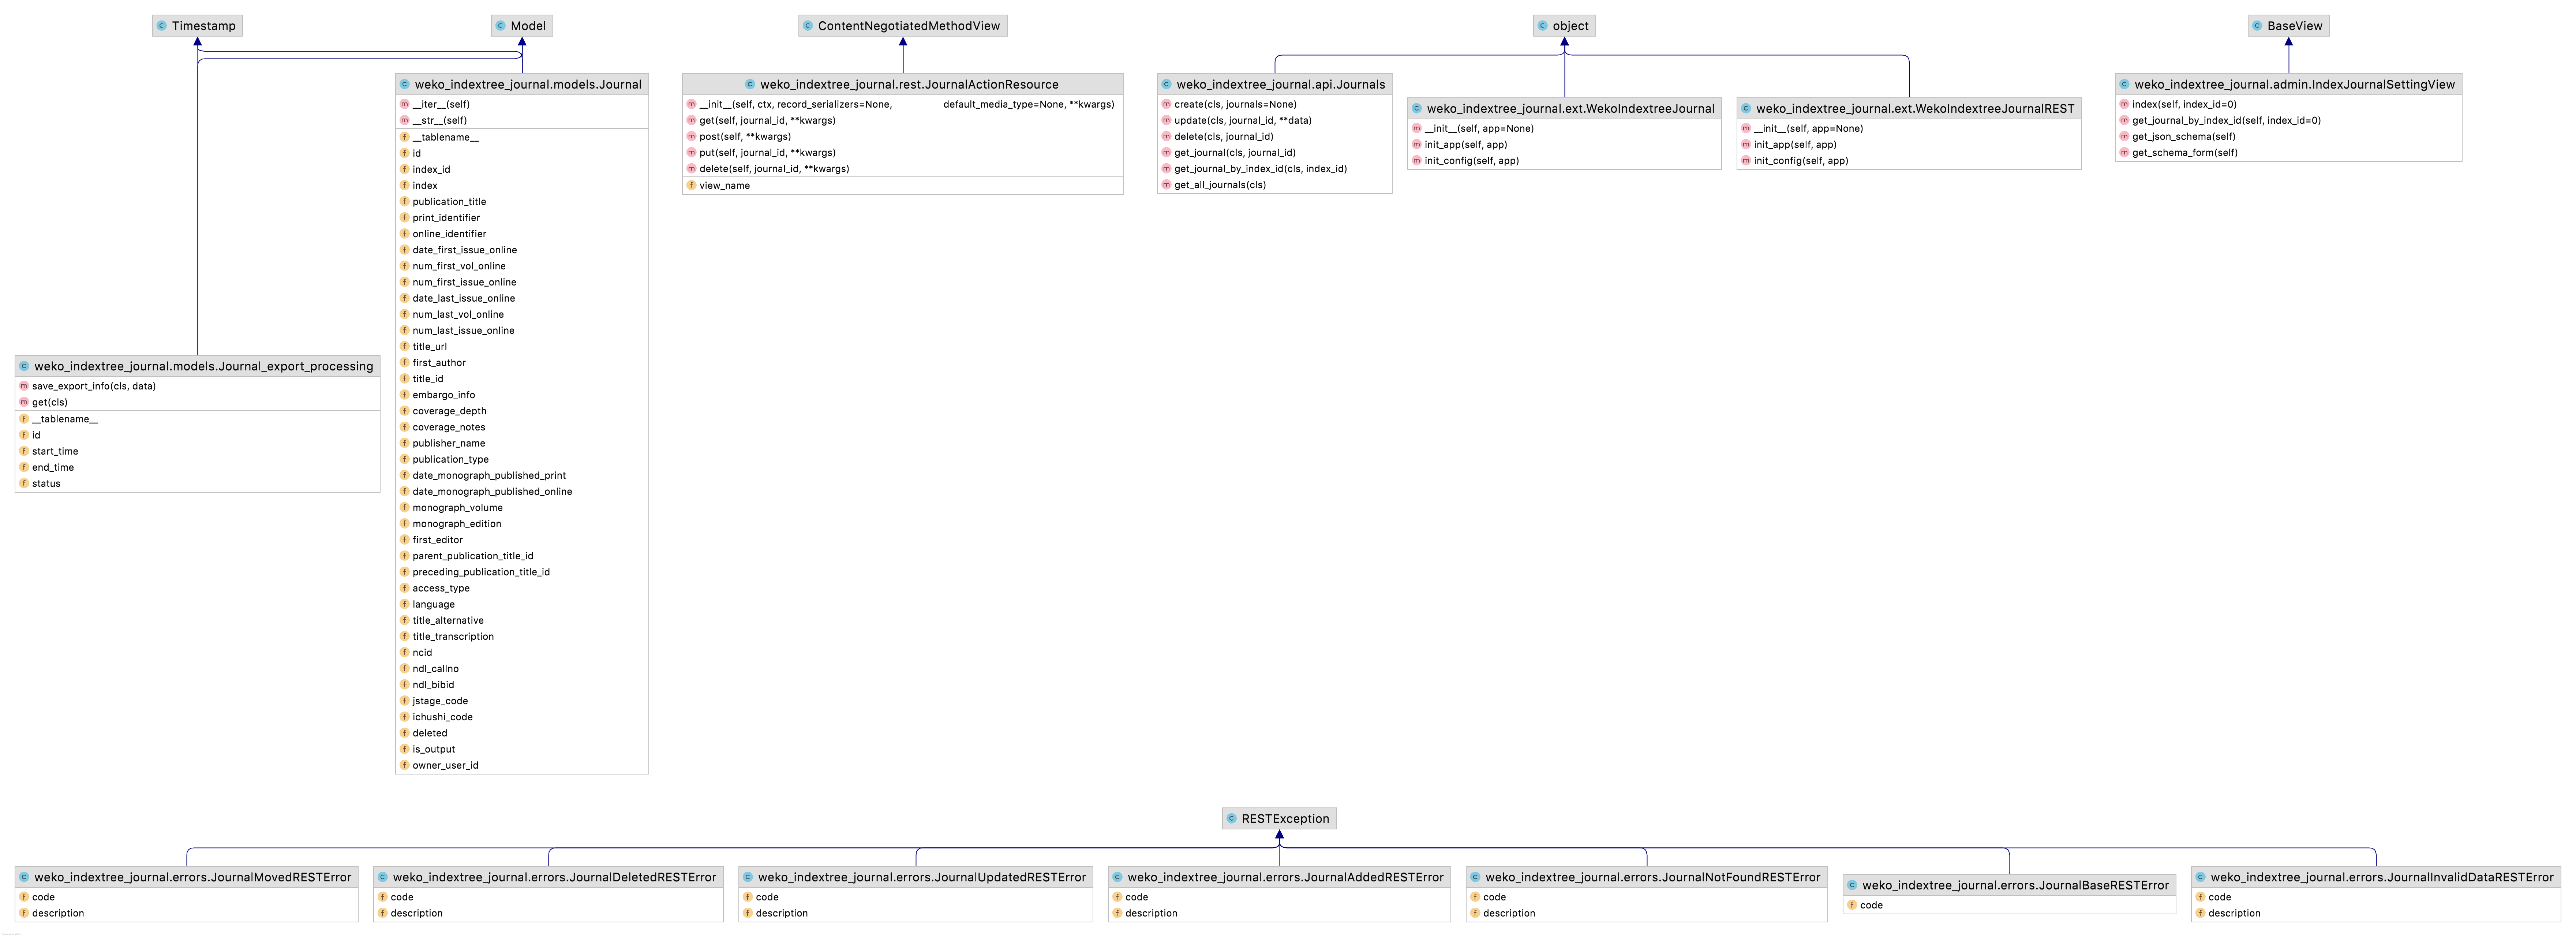 Timestamp
Model
ContentNegotiatedMethodView
object
BaseView
weko_indextree_journal.models.Journal
__iter__(self)
__str__(self)
__tablename__
id
index_id
index
publication_title
print_identifier
online_identifier
date_first_issue_online
num_first_vol_online
num_first_issue_online
date_last_issue_online
num_last_vol_online
num_last_issue_online
title_url
first_author
title_id
embargo_info
coverage_depth
coverage_notes
publisher_name
publication_type
date_monograph_published_print
date_monograph_published_online
monograph_volume
monograph_edition
first_editor
parent_publication_title_id
preceding_publication_title_id
access_type
language
title_alternative
title_transcription
ncid
ndl_callno
ndl_bibid
jstage_code
ichushi_code
deleted
is_output
owner_user_id
weko_indextree_journal.rest.JournalActionResource
__init__(self, ctx, record_serializers=None, default_media_type=None, **kwargs)
get(self, journal_id, **kwargs)
post(self, **kwargs)
put(self, journal_id, **kwargs)
delete(self, journal_id, **kwargs)
view_name
weko_indextree_journal.api.Journals
create(cls, journals=None)
update(cls, journal_id, **data)
delete(cls, journal_id)
get_journal(cls, journal_id)
get_journal_by_index_id(cls, index_id)
get_all_journals(cls)
weko_indextree_journal.ext.WekoIndextreeJournal
__init__(self, app=None)
init_app(self, app)
init_config(self, app)
weko_indextree_journal.ext.WekoIndextreeJournalREST
__init__(self, app=None)
init_app(self, app)
init_config(self, app)
weko_indextree_journal.admin.IndexJournalSettingView
index(self, index_id=0)
get_journal_by_index_id(self, index_id=0)
get_json_schema(self)
get_schema_form(self)
weko_indextree_journal.models.Journal_export_processing
save_export_info(cls, data)
get(cls)
__tablename__
id
start_time
end_time
status
RESTException
weko_indextree_journal.errors.JournalMovedRESTError
code
description
weko_indextree_journal.errors.JournalDeletedRESTError
code
description
weko_indextree_journal.errors.JournalUpdatedRESTError
code
description
weko_indextree_journal.errors.JournalAddedRESTError
code
description
weko_indextree_journal.errors.JournalNotFoundRESTError
code
description
weko_indextree_journal.errors.JournalBaseRESTError
code
weko_indextree_journal.errors.JournalInvalidDataRESTError
code
description